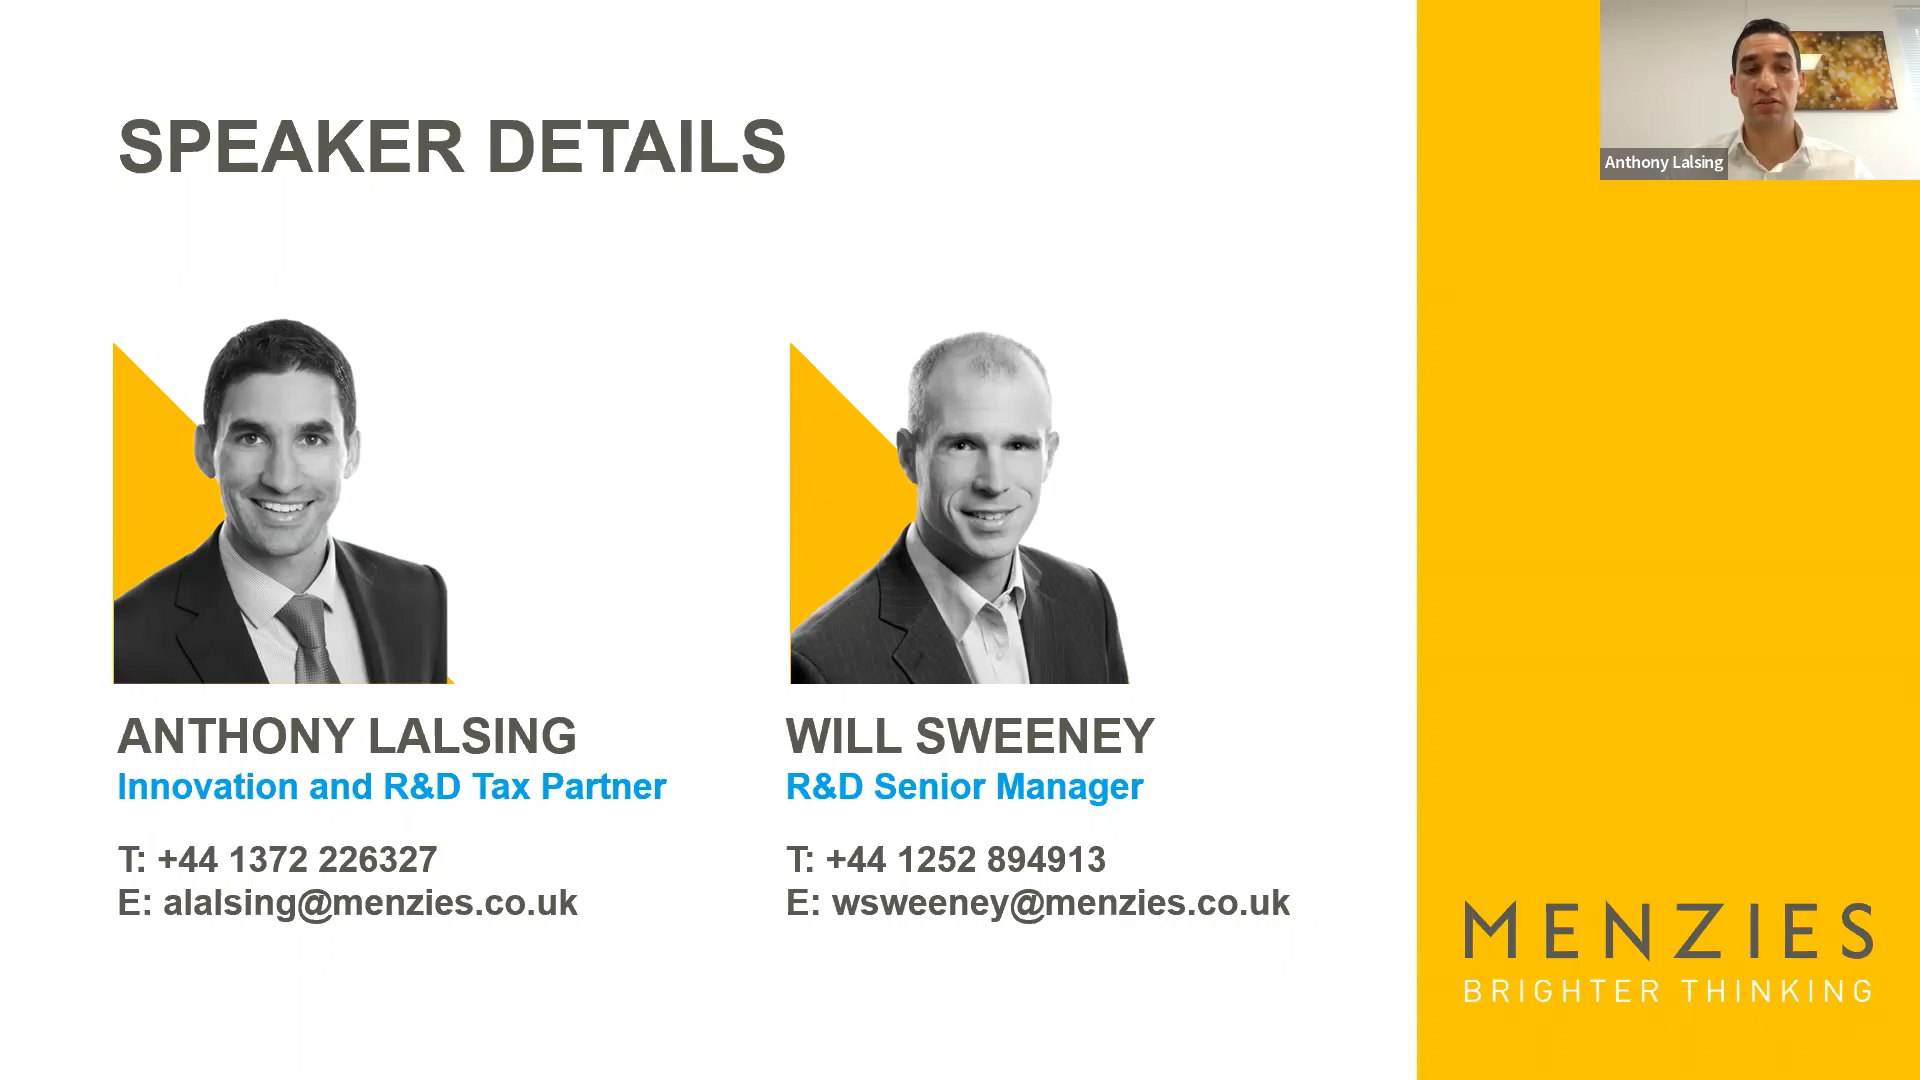 SPEAKER DETAILS
Anthony Lalsing
ANTHONY LALSING
Innovation and R&D Tax Partner
T: +44 1372 226327
E: alalsing@menzies.co.uk
WILL SWEENEY
R&D Senior Manager
T: +44 1252 894913
E: wsweeney@menzies.co.uk
MENZIES
BRIGHTER THINKING